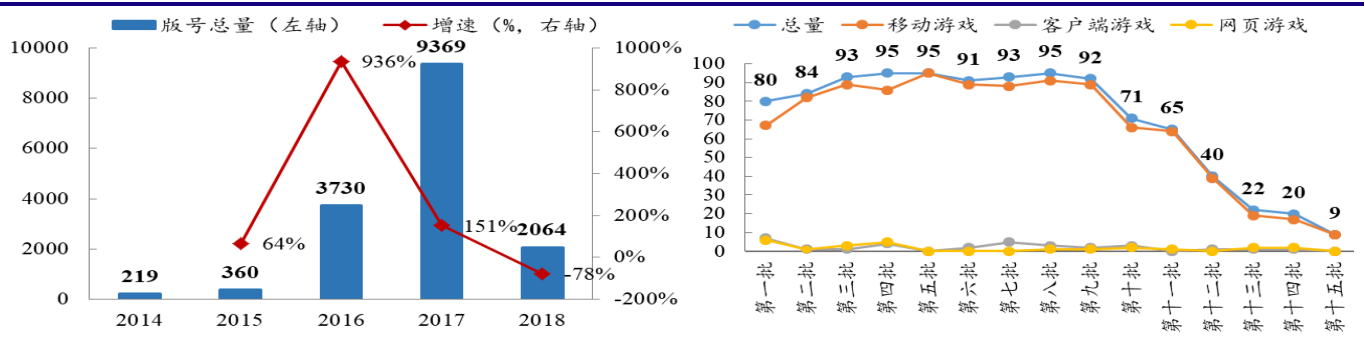 版号总量（左轴） 增速（%，右轴）
10000
8000
6000
4000
2000
0
1000%
800%
600%
400%
200%
0%
-200%
219
360
3730
9369
2064
64%
936%
151%
-78%
2014 2015 2016 2017 2018
总量 移动游戏 客户端游戏 网页游戏
100
90
80
70
60
50
40
30
20
10
0
80 84 93 95 95 91 93 95 92 71 65 40 22 20 9
第一批
第二批
第三批
第四批
第五批
第六批
第七批
第八批
第九批
第十批
第十一批
第十二批
第十三批
第十四批
第十五批